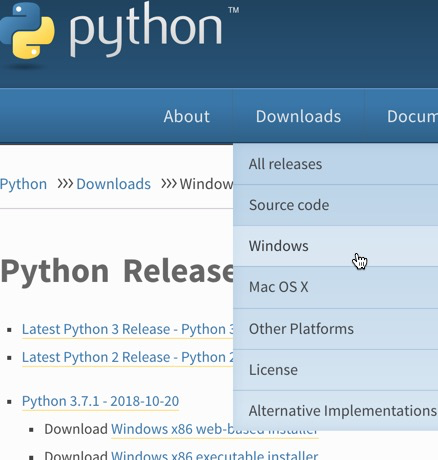 python™
About Downloads Docum
All releases
Source code
Windows
Mac OS X
Other Platforms
License
Alternative Implementations
Python >>> Downloads >>> Window
Python Release
Latest Python 3 Release - Python 3
Latest Python 2 Release - Python 2
Python 3.7.1 - 2018-10-20
Download Windows x86 web-based installer
Download Windows x86 executable installer